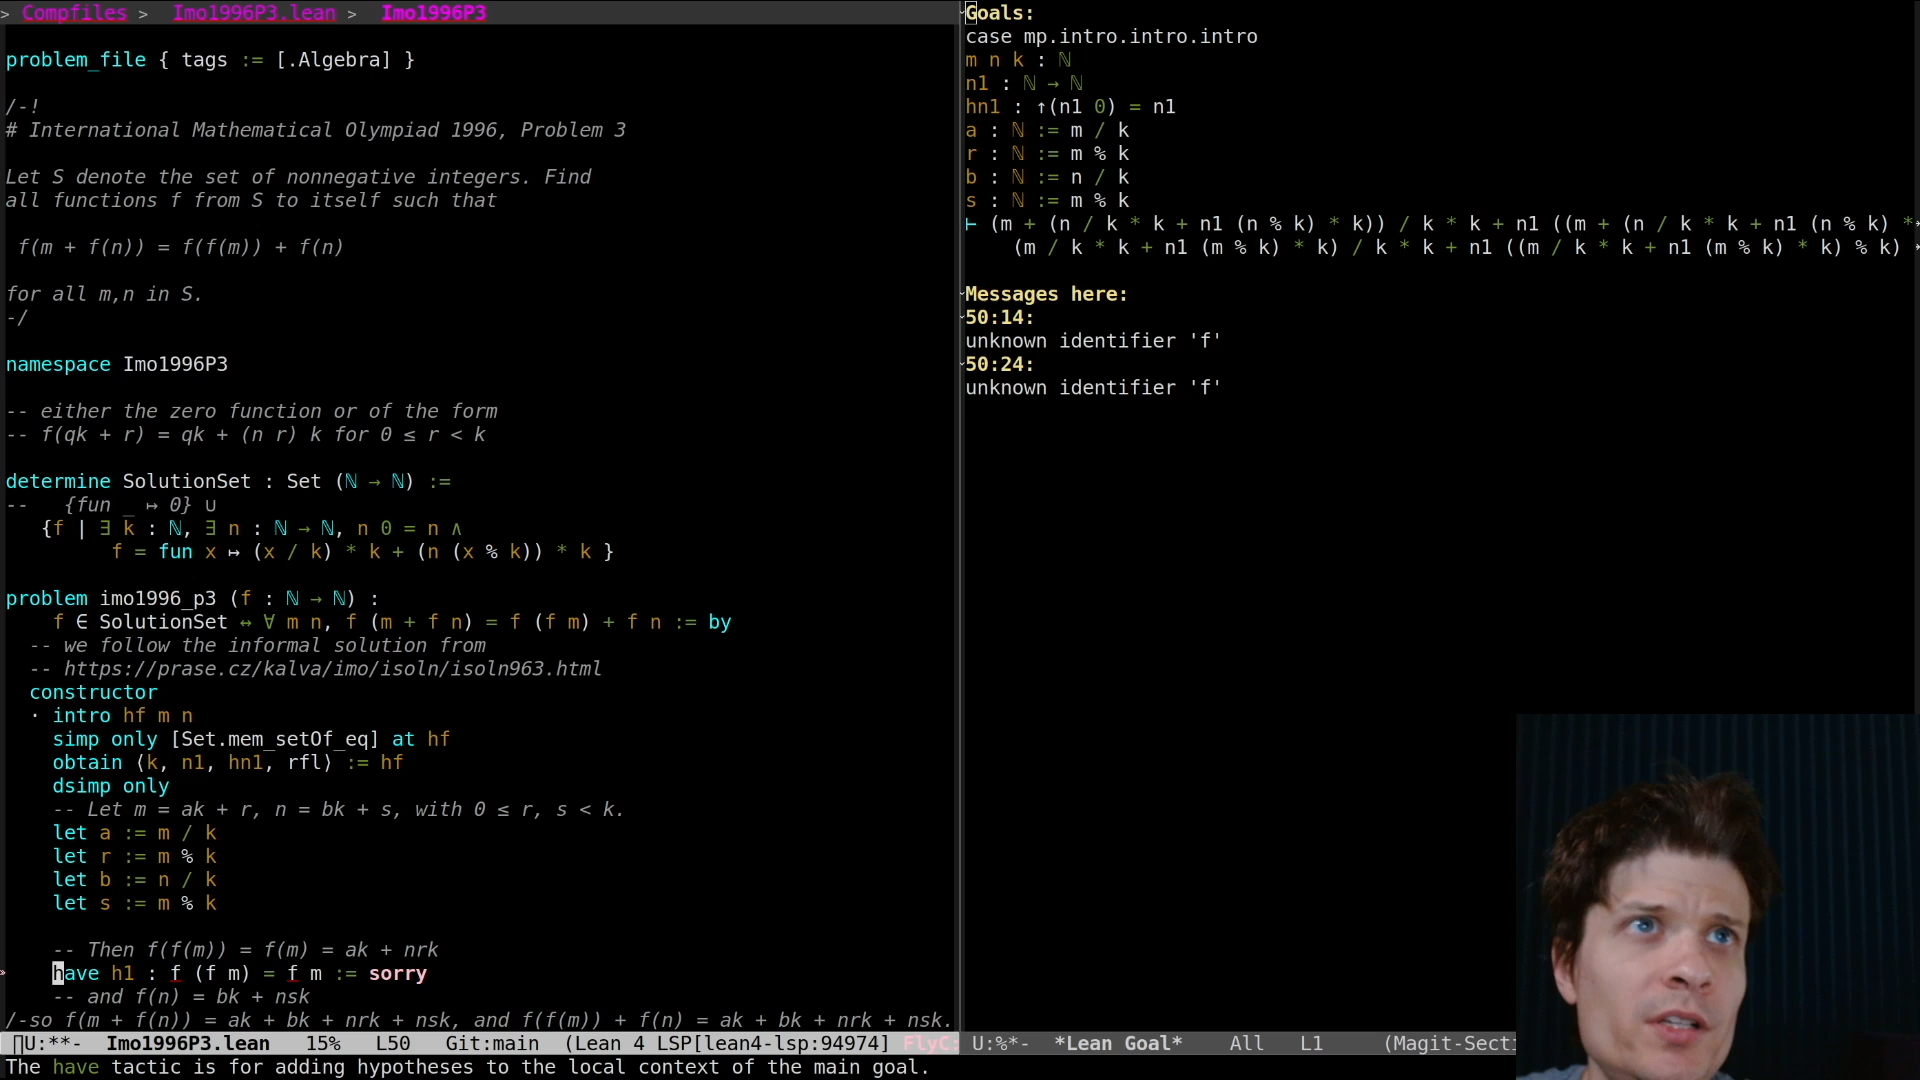 > Compfiles > Imo1996P3.lean > Imo1996P3
problem_file { tags := [.Algebra] }
/-!
# International Mathematical Olympiad 1996, Problem 3
Let S denote the set of nonnegative integers. Find
all functions f from S to itself such that
f(m + f(n)) = f(f(m)) + f(n)
for all m,n in S.
-/
namespace Imo1996P3
-- either the zero function or of the form
-- f(qk + r) = qk + (n r) k for 0 ≤ r < k
determine SolutionSet : Set (ℕ → ℕ) :=
--   {fun _ ↦ 0} ∪
{f | ∃ k : ℕ, ∃ n : ℕ → ℕ, n 0 = n ∧
f = fun x ↦ (x / k) * k + (n (x % k)) * k }
problem imo1996_p3 (f : ℕ → ℕ) :
f ∈ SolutionSet ↔ ∀ m n, f (m + f n) = f (f m) + f n := by
-- we follow the informal solution from
-- https://prase.cz/kalva/imo/isoln/isoln963.html
constructor
· intro hf m n
simp only [Set.mem_setOf_eq] at hf
obtain ⟨k, n1, hn1, rfl⟩ := hf
dsimp only
-- Let m = ak + r, n = bk + s, with 0 ≤ r, s < k.
let a := m / k
let r := m % k
let b := n / k
let s := m % k
-- Then f(f(m)) = f(m) = ak + nrk
have h1 : f (f m) = f m := sorry
-- and f(n) = bk + nsk
/-so f(m + f(n)) = ak + bk + nrk + nsk, and f(f(m)) + f(n) = ak + bk + nrk + nsk.
U:**-  Imo1996P3.lean   15%  L50   Git:main  (Lean 4 LSP[lean4-lsp:94974] FlyC:
The have tactic is for adding hypotheses to the local context of the main goal.
Goals:
case mp.intro.intro.intro
m n k : ℕ
n1 : ℕ → ℕ
hn1 : ↑(n1 0) = n1
a : ℕ := m / k
r : ℕ := m % k
b : ℕ := n / k
s : ℕ := m % k
⊢ (m + (n / k * k + n1 (n % k) * k)) / k * k + n1 ((m + (n / k * k + n1 (n % k) *
(m / k * k + n1 (m % k) * k) / k * k + n1 ((m / k * k + n1 (m % k) * k) % k)
Messages here:
50:14:
unknown identifier 'f'
50:24:
unknown identifier 'f'
U:%*-  *Lean Goal*    All  L1     (Magit-Secti